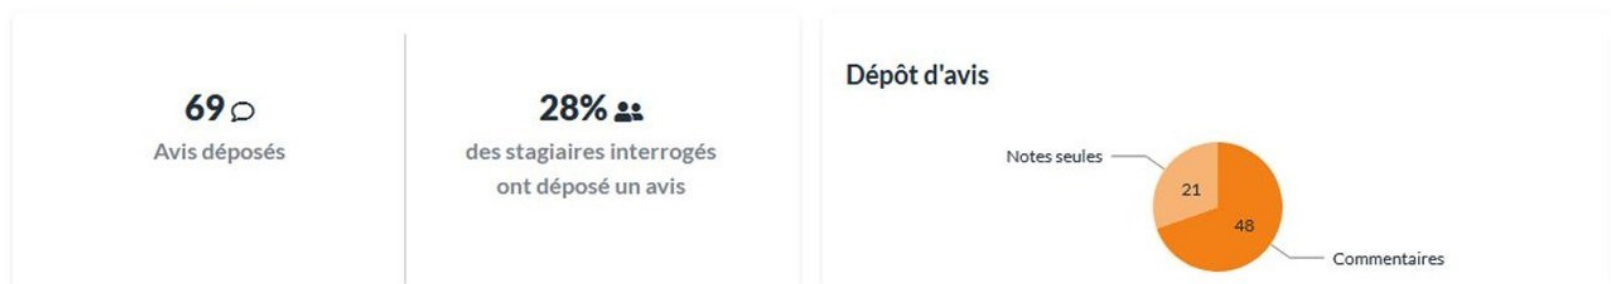 69
Avis déposés
28%
des stagiaires interrogés
ont déposé un avis
Dépôt d'avis
Notes seules
21
48
Commentaires